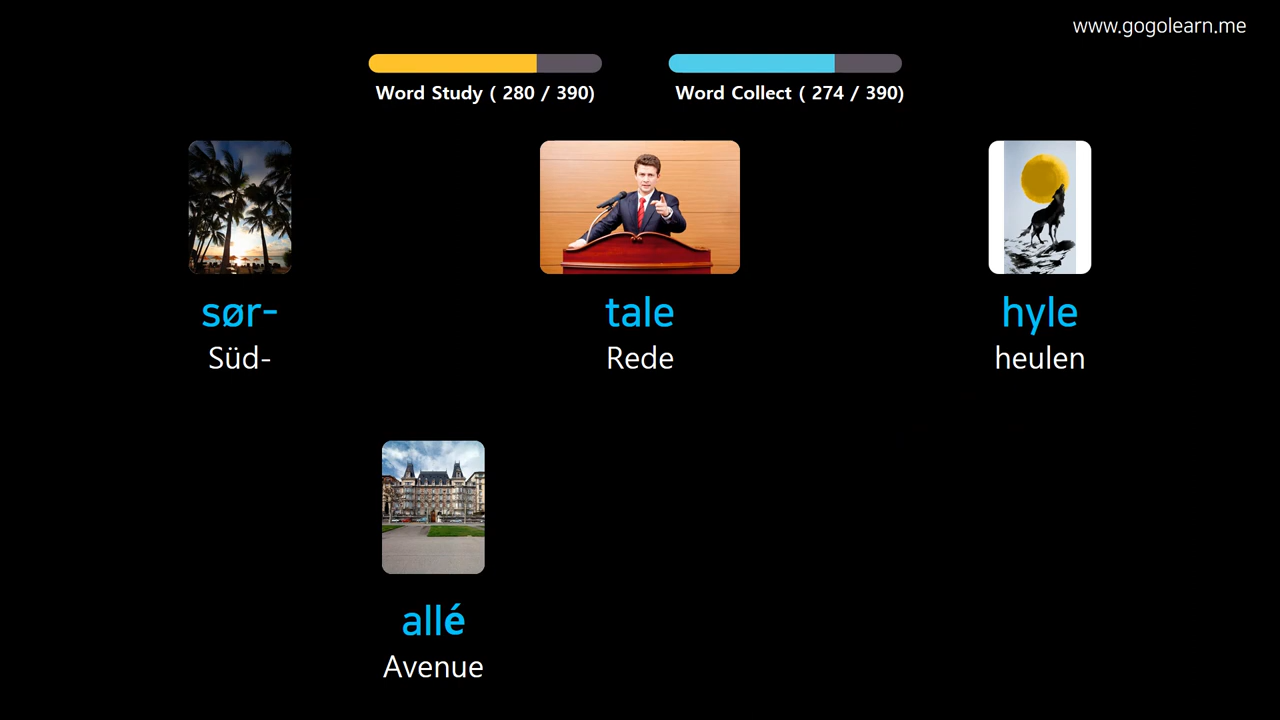 www.gogolearn.me
Word Study ( 280 / 390)
Word Collect ( 274 / 390)
sør-
tale
hyle
Süd-
Rede
heulen
allé
Avenue